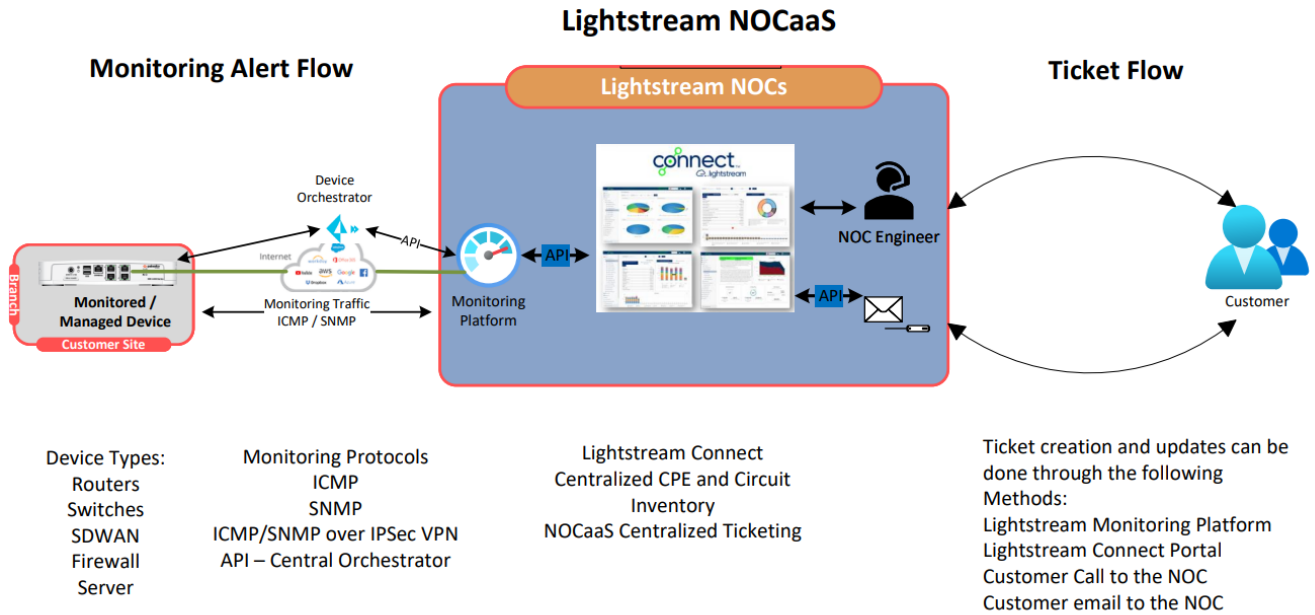 Lightstream NOCaaS
Monitoring Alert Flow
Ticket Flow
Lightstream NOCs
connect
lightstream
Device
Orchestrator
API
Internet
aws
Google
Dropbox
Azure
Branch
Monitored /
Managed Device
Customer Site
Monitoring Traffic
ICMP / SNMP
Monitoring
Platform
API
NOC Engineer
API
Customer
Device Types:
Routers
Switches
SDWAN
Firewall
Server
Monitoring Protocols
ICMP
SNMP
ICMP/SNMP over IPSec VPN
API – Central Orchestrator
Lightstream Connect
Centralized CPE and Circuit
Inventory
NOCaaS Centralized Ticketing
Ticket creation and updates can be
done through the following
Methods:
Lightstream Monitoring Platform
Lightstream Connect Portal
Customer Call to the NOC
Customer email to the NOC